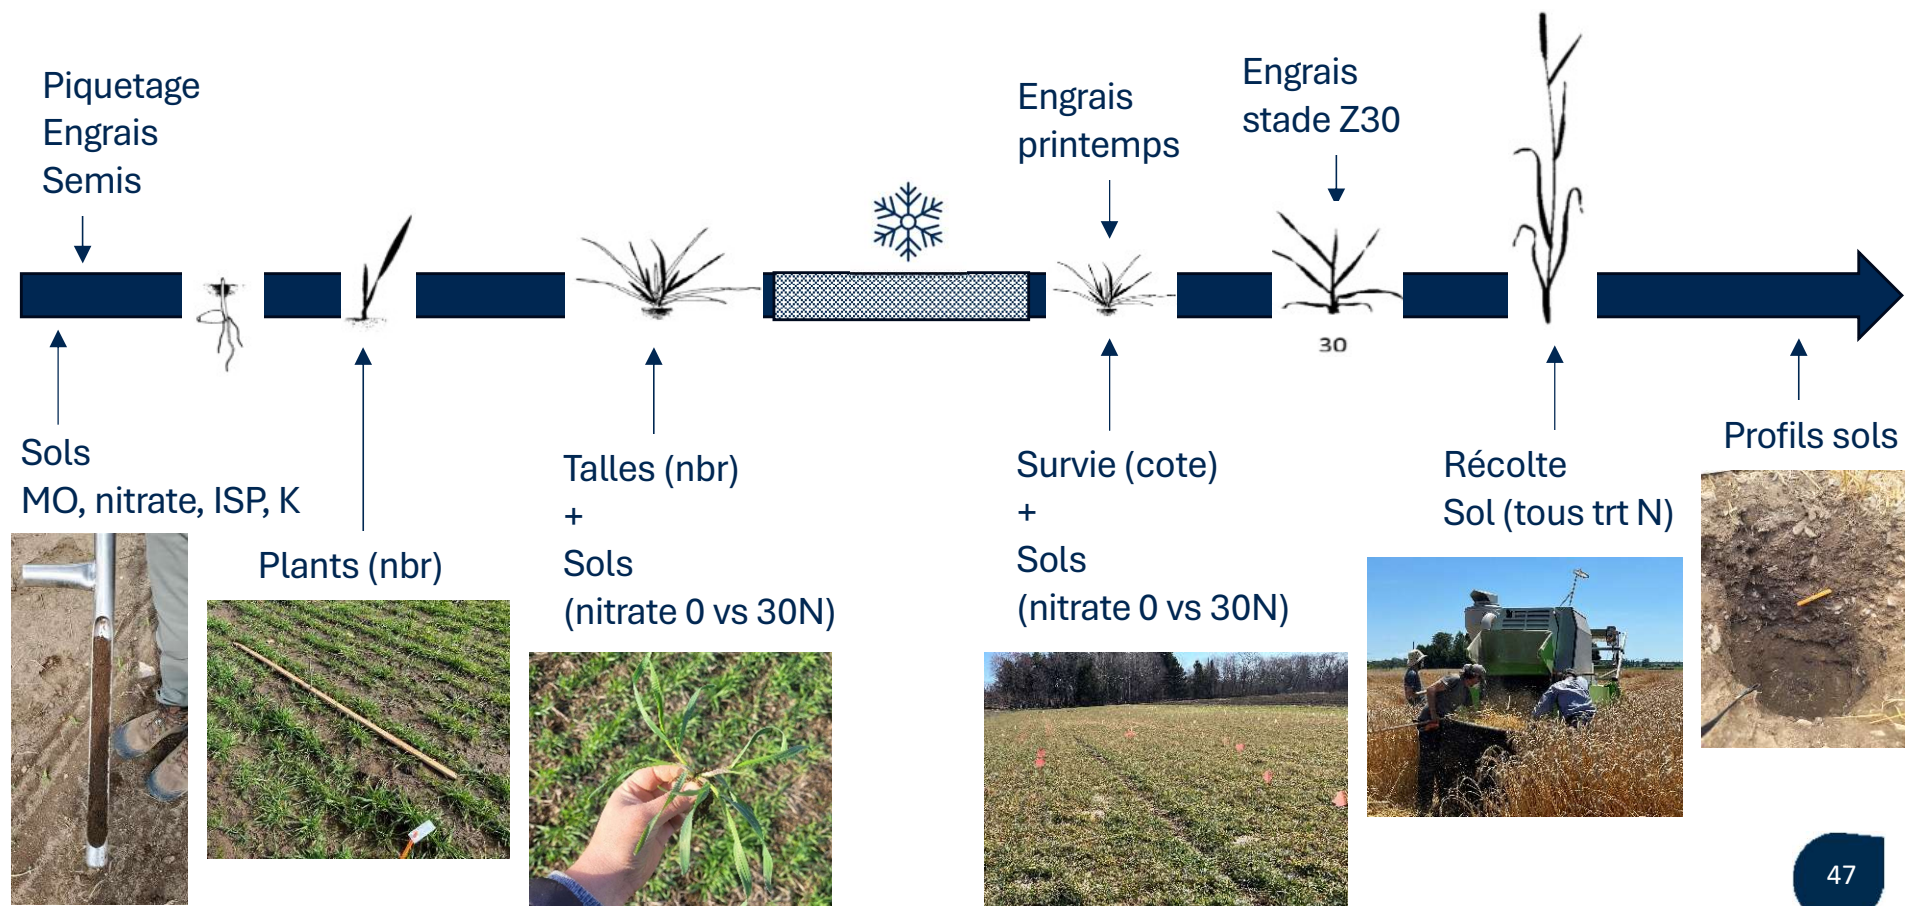 Piquetage
Engrais
Semis
Engrais
printemps
Engrais
stade Z30
30
Sols
MO, nitrate, ISP, K
Plants (nbr)
Talles (nbr)
+
Sols
(nitrate 0 vs 30N)
Survie (cote)
+
Sols
(nitrate 0 vs 30N)
Récolte
Sol (tous trt N)
Profils sols
47